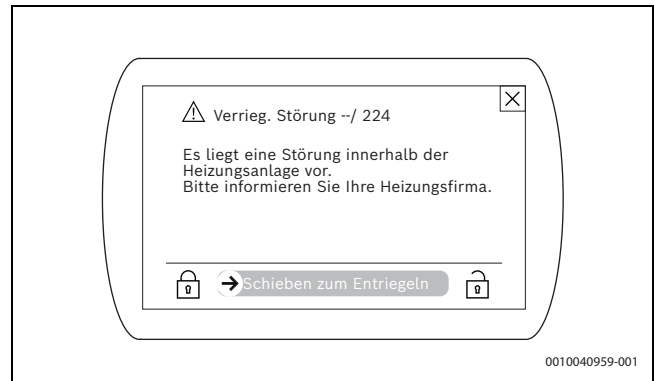 Verrieg. Störung --/ 224
Es liegt eine Störung innerhalb der
Heizungsanlage vor.
Bitte informieren Sie Ihre Heizungsfirma.
Schieben zum Entriegeln
0010040959-001